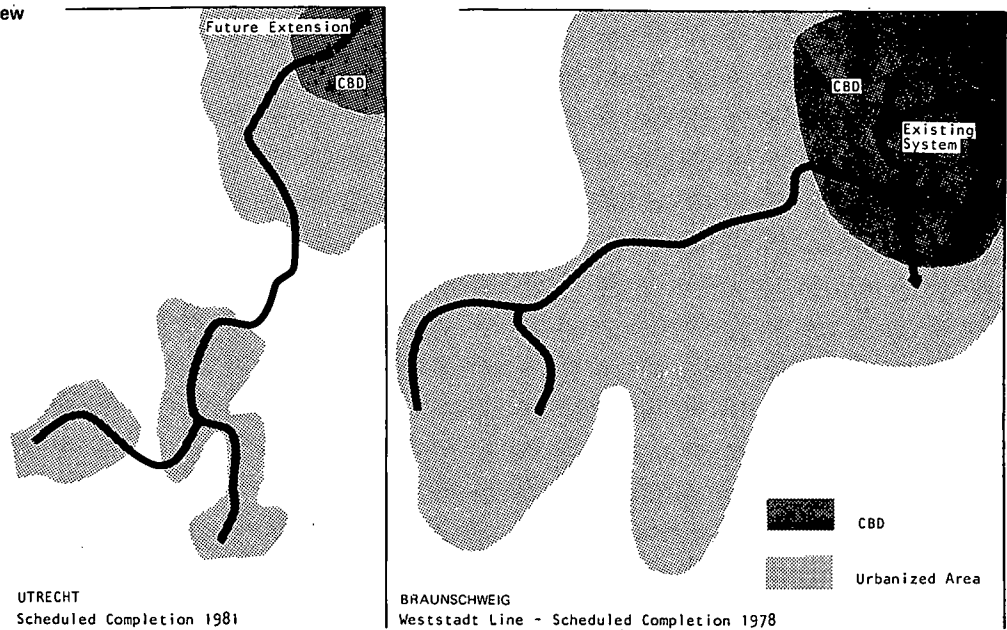 ew
Future Extension
CBD
CBD
Existing
System
CBD
Urbanized Area
UTRECHT
Scheduled Completion 1981
BRAUNSCHWEIG
Weststadt Line - Scheduled Completion 1978